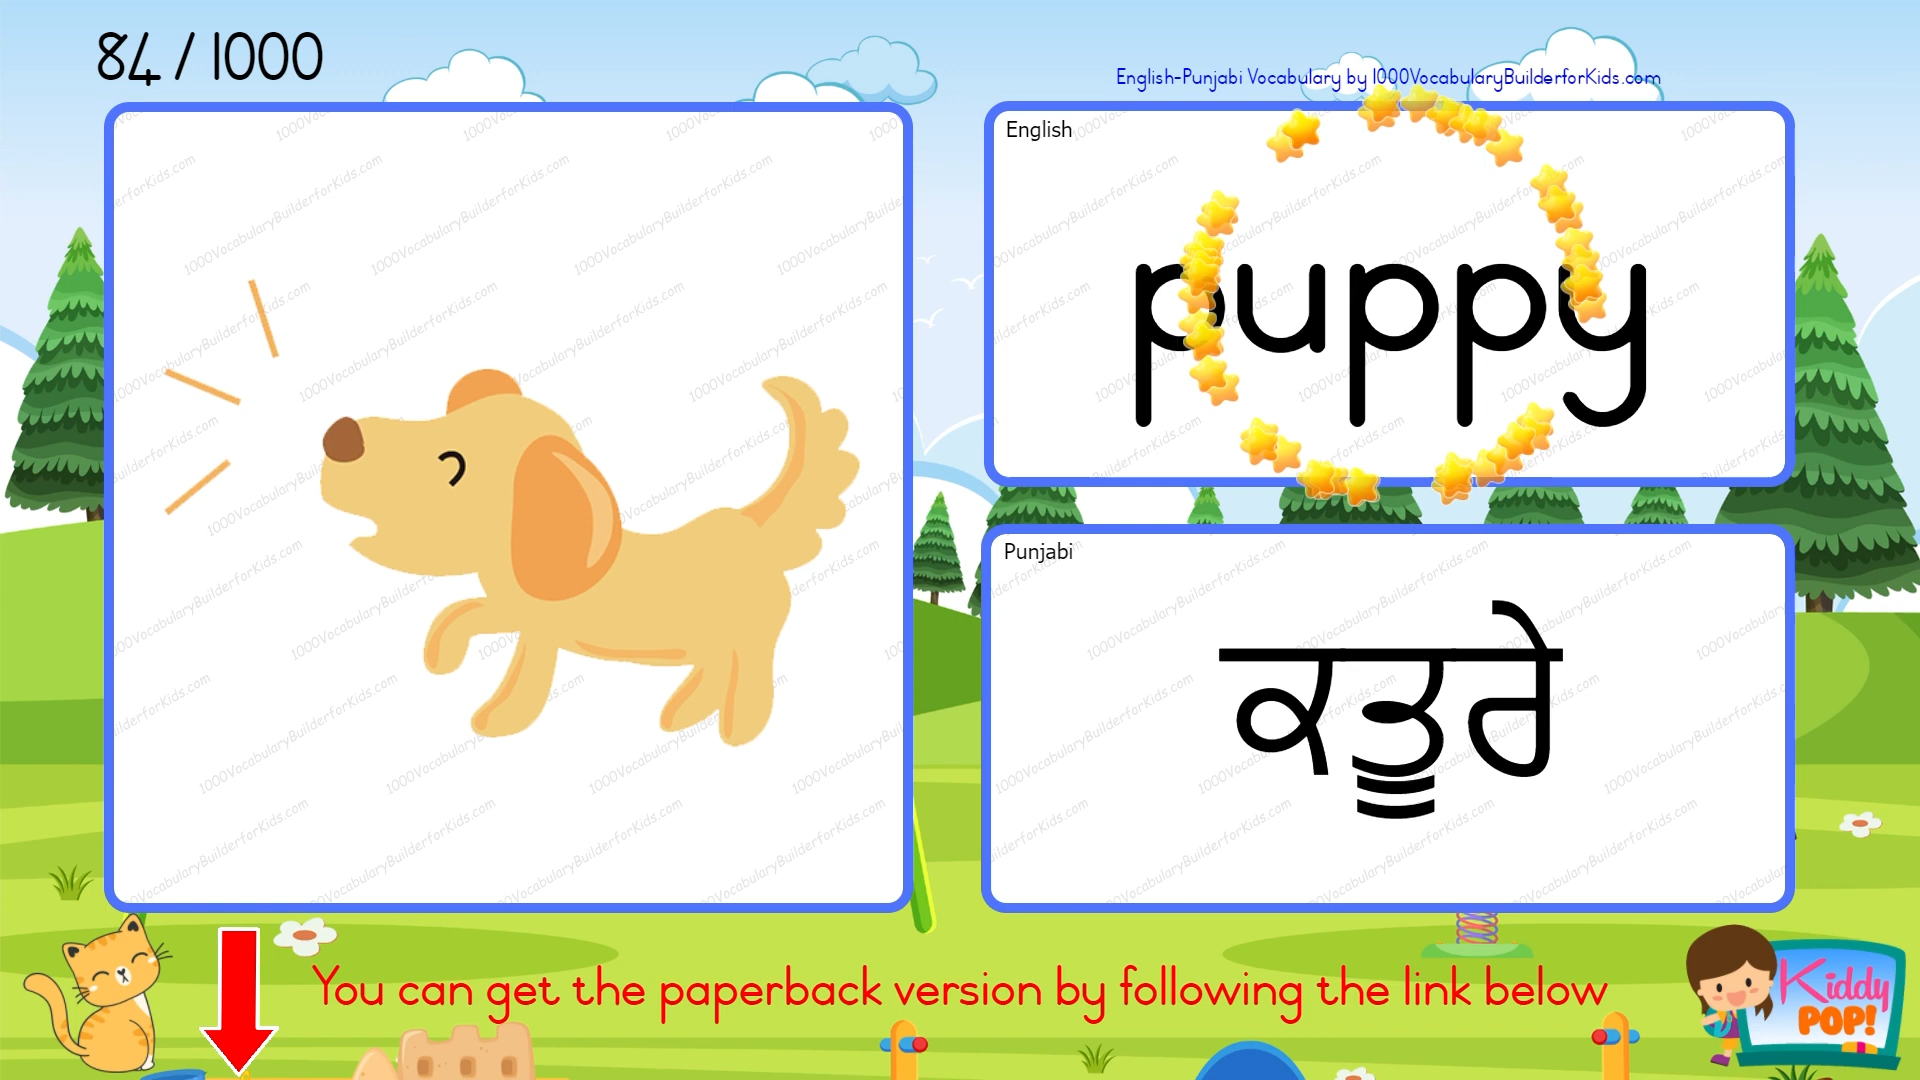 84 / 1000
English-Punjabi Vocabulary by 1000VocabularyBuilderforKids.com
English
puppy
Punjabi
ਕਤੂਰੇ
You can get the paperback version by following the link below
Kiddy
POP!